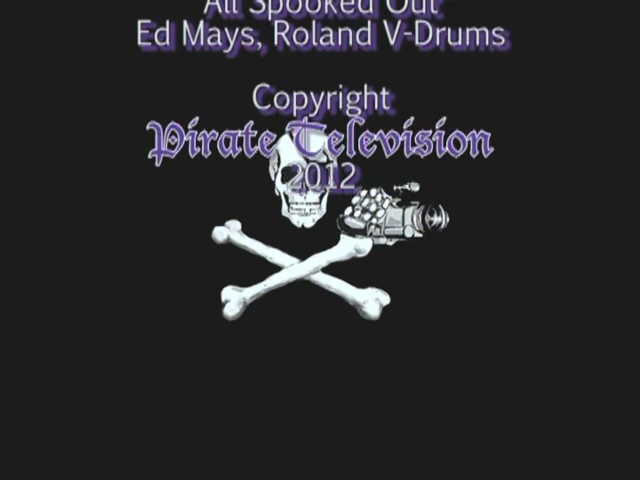 All Spooked Out
Ed Mays, Roland V-Drums
Copyright
Pirate Television
2012